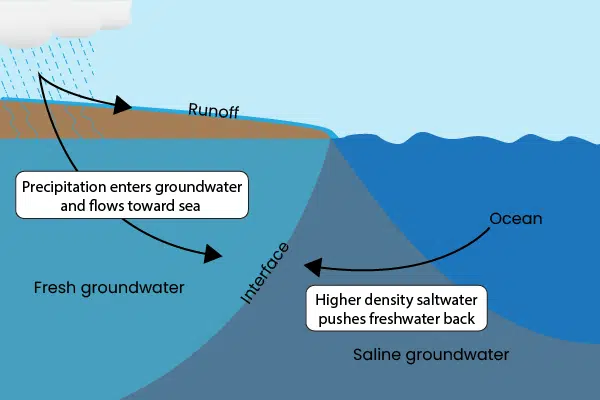 Runoff
Precipitation enters groundwater
and flows toward sea
Ocean
Interface
Fresh groundwater
Higher density saltwater
pushes freshwater back
Saline groundwater